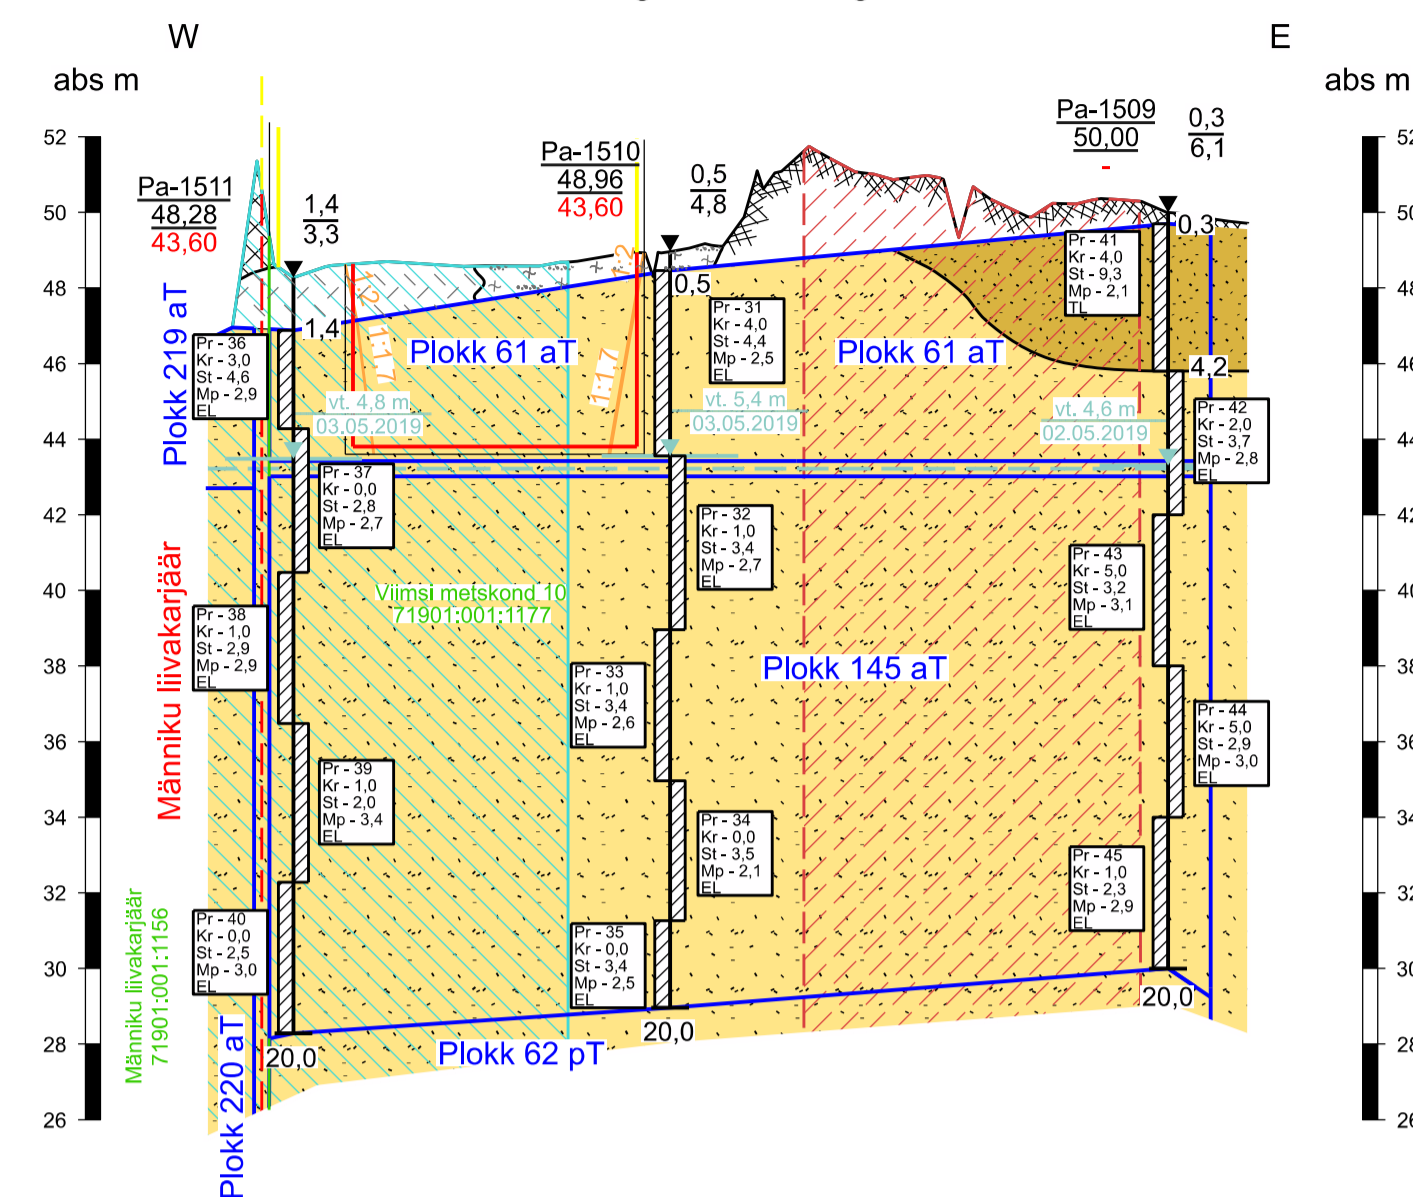 W
E
abs m
abs m
52
50
48
46
44
42
40
38
36
34
32
30
28
26
Pa-1511
48,28
43,60
1,4
3,3
Pa-1510
48,96
43,60
0,5
4,8
Pa-1509
50,00
-
0,3
6,1
1,4
0,5
0,3
4,2
Plokk 219 aT
Männiku liivakarjäär
Männiku liivakarjäär
71901:001:1156
Plokk 220 aT
Pr - 36
Kr - 3,0
St - 4,6
Mp - 2,9
EL
Pr - 37
Kr - 0,0
St - 2,8
Mp - 2,7
EL
Pr - 38
Kr - 1,0
St - 2,9
Mp - 2,9
EL
Pr - 39
Kr - 1,0
St - 2,0
Mp - 3,4
EL
Pr - 40
Kr - 0,0
St - 2,5
Mp - 3,0
EL
1:2
1:1.7
1:2
1:1.7
Plokk 61 aT
Plokk 61 aT
vt. 4,8 m
03.05.2019
vt. 5,4 m
03.05.2019
vt. 4,6 m
02.05.2019
Viimsi metskond 10
71901:001:1177
Plokk 145 aT
Plokk 62 pT
Pr - 31
Kr - 4,0
St - 4,4
Mp - 2,5
EL
Pr - 32
Kr - 1,0
St - 3,4
Mp - 2,7
EL
Pr - 33
Kr - 1,0
St - 3,4
Mp - 2,6
EL
Pr - 34
Kr - 0,0
St - 3,5
Mp - 2,1
EL
Pr - 35
Kr - 0,0
St - 3,4
Mp - 2,5
EL
Pr - 41
Kr - 4,0
St - 9,3
Mp - 2,1
TL
Pr - 42
Kr - 2,0
St - 3,7
Mp - 2,8
EL
Pr - 43
Kr - 5,0
St - 3,2
Mp - 3,1
EL
Pr - 44
Kr - 5,0
St - 2,9
Mp - 3,0
EL
Pr - 45
Kr - 1,0
St - 2,3
Mp - 2,9
EL
20,0
20,0
20,0